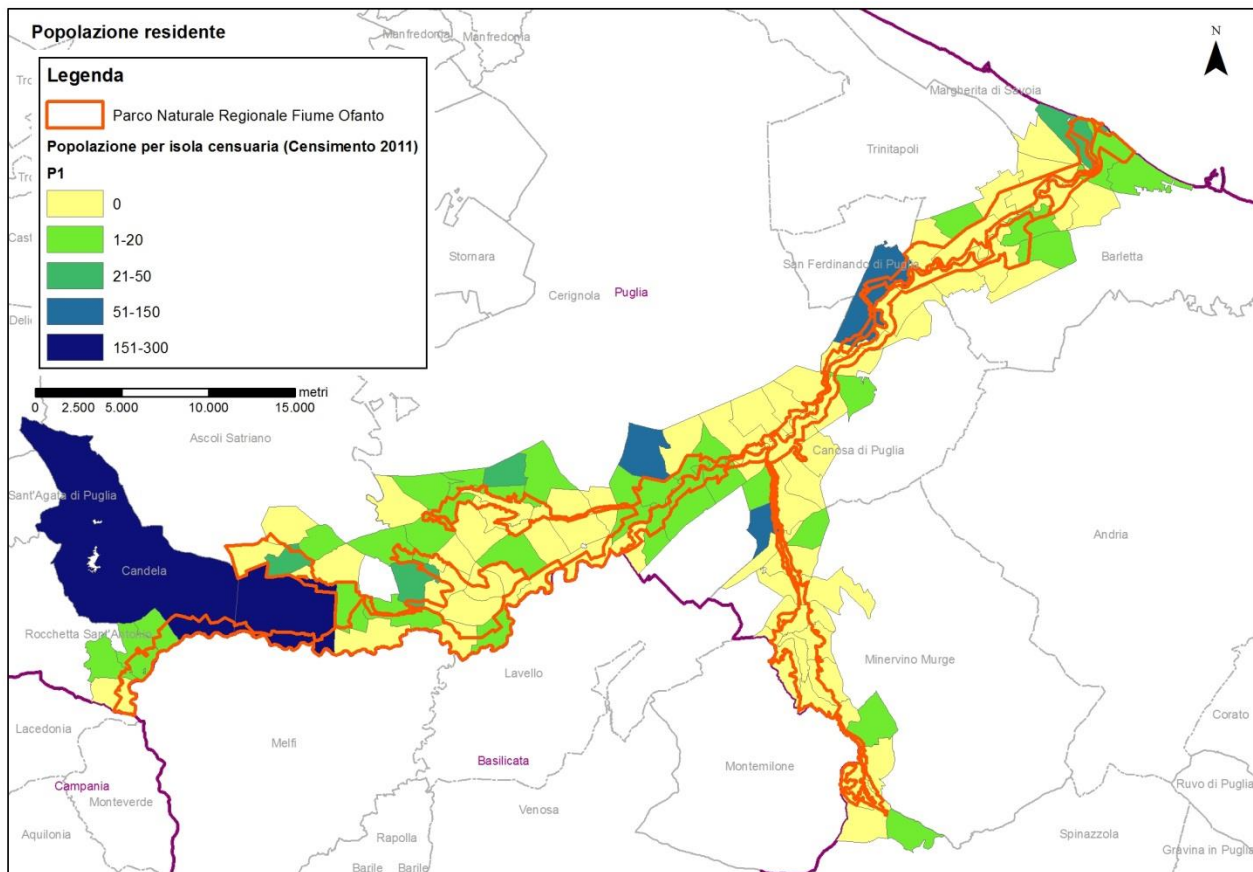 Popolazione residente
Legenda
Parco Naturale Regionale Fiume Ofanto
Popolazione per isola censuaria (Censimento 2011)
P1
0
1-20
21-50
51-150
151-300
metri
0 2.500 5.000 10.000 15.000
N
Manfredonia
Manfredonia
Margherita di Savoia
Trinitapoli
Stornara
San Ferdinando di Puglia
Barletta
Cerignola
Puglia
Ascoli Satriano
Canosa di Puglia
Sant'Agata di Puglia
Andria
Candela
Rocchetta Sant'Antonio
Minervino Murge
Lavello
Lacedonia
Melfi
Corato
Basilicata
Montemilone
Campania
Ruvo di Puglia
Monteverde
Venosa
Aquilonia
Rapolla
Spinazzola
Gravina in Puglia
Barile
Barile